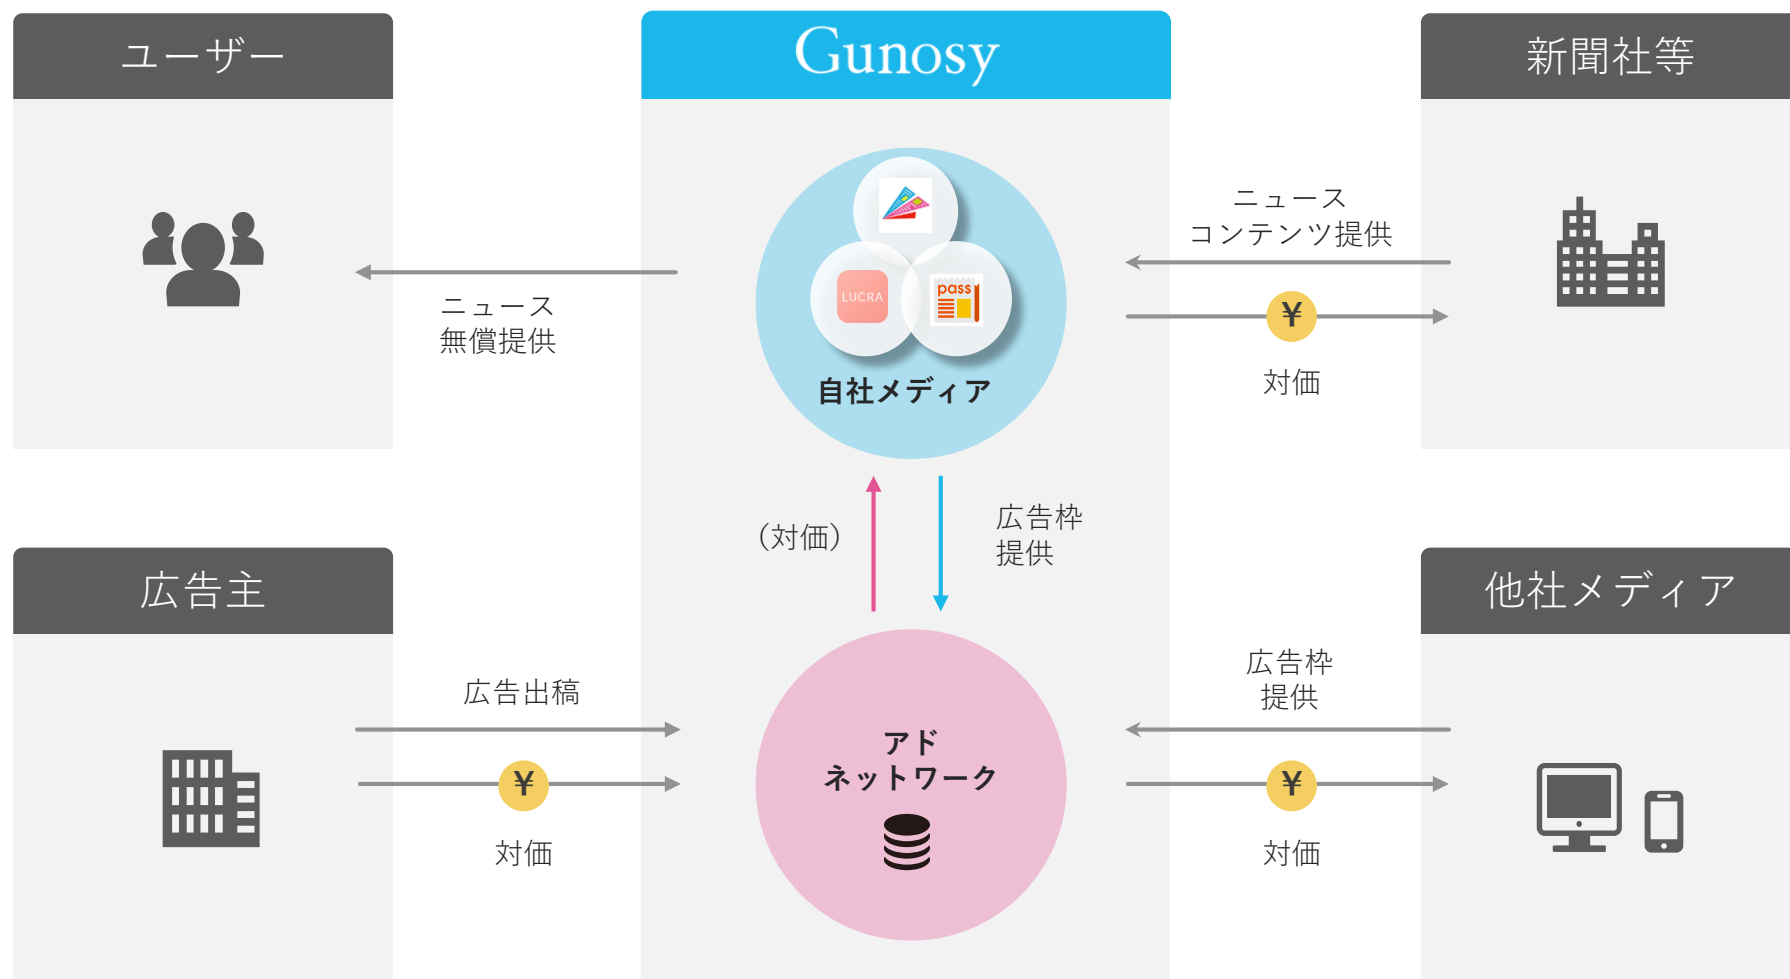 ユーザー
Gunosy
新聞社等
ニュース
無償提供
LUCRA
pass
自社メディア
ニュース
コンテンツ提供
¥
対価
(対価)
広告枠
提供
広告主
広告出稿
¥
対価
アド
ネットワーク
他社メディア
広告枠
提供
¥
対価